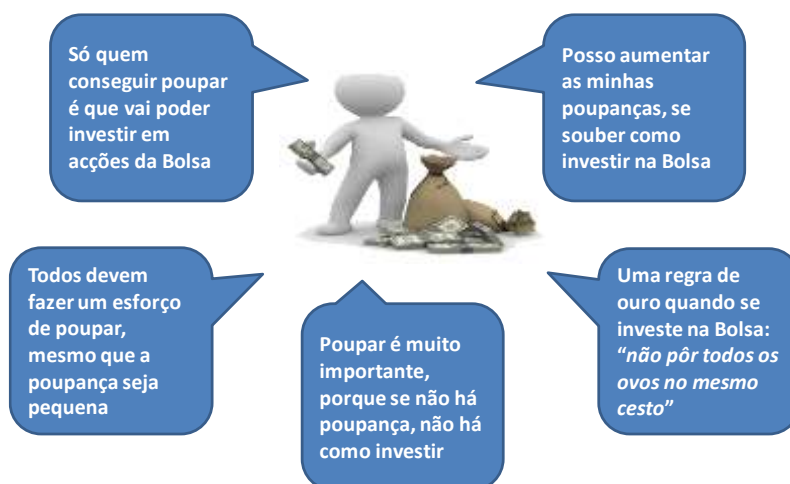 Só quem
conseguir poupar
é que vai poder
investir em
acções da Bolsa
Posso aumentar
as minhas
poupanças, se
souber como
investir na Bolsa
Todos devem
fazer um esforço
de poupar,
mesmo que a
poupança seja
pequena
Poupar é muito
importante,
porque se não há
poupança, não há
como investir
Uma regra de
ouro quando se
investe na Bolsa:
“não pôr todos os
ovos no mesmo
cesto”